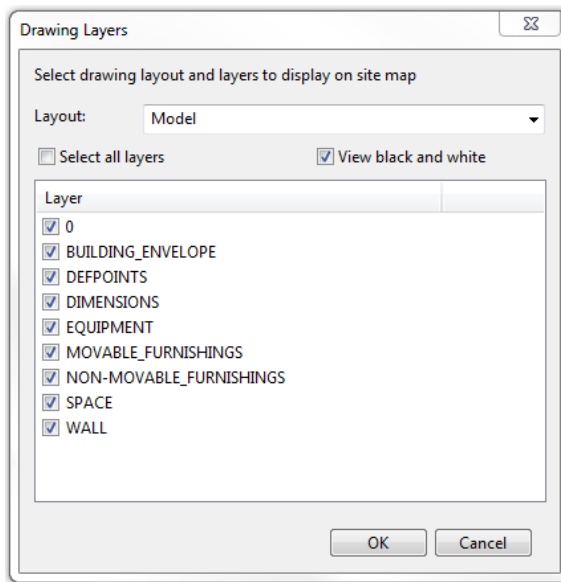 Drawing Layers
Select drawing layout and layers to display on site map
Layout: Model
Select all layers View black and white
Layer
0
BUILDING_ENVELOPE
DEFPOINTS
DIMENSIONS
EQUIPMENT
MOVABLE_FURNISHINGS
NON-MOVABLE_FURNISHINGS
SPACE
WALL
OK Cancel